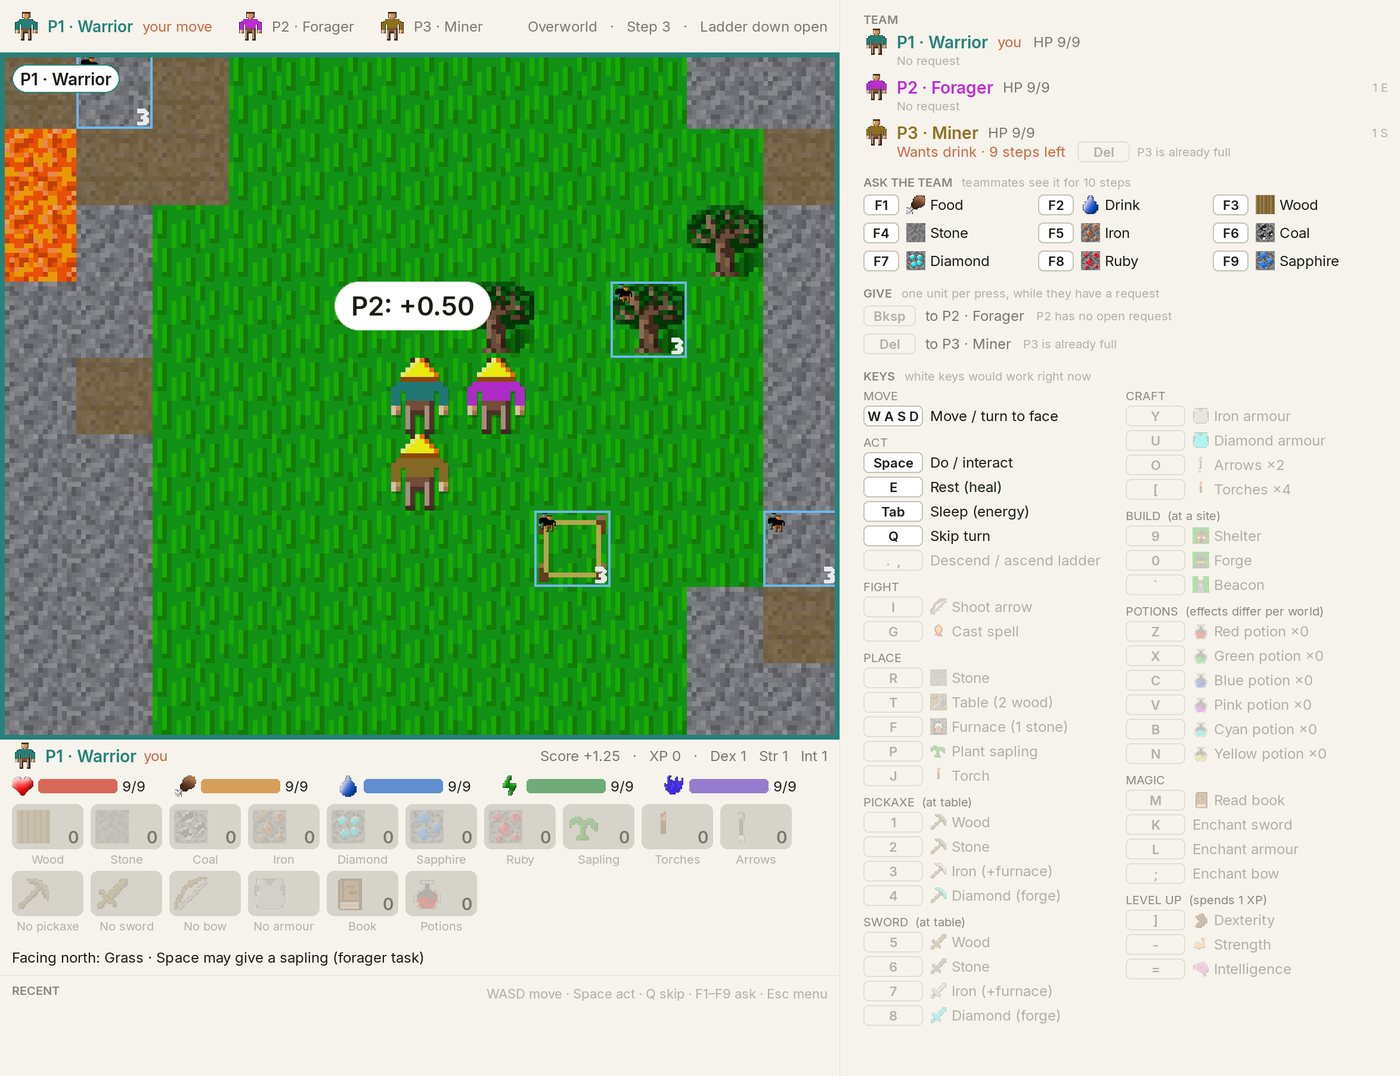 P1 · Warrior your move P2 · Forager P3 · Miner Overworld · Step 3 · Ladder down open
P1 · Warrior
3
P2: +0.50
3
3
3
P1 · Warrior you Score +1.25 · XP 0 · Dex 1 Str 1 Int 1
9/9 9/9 9/9 9/9 9/9
0 0 0 0 0 0 0 0 0 0
Wood Stone Coal Iron Diamond Sapphire Ruby Sapling Torches Arrows
0 0
No pickaxe No sword No bow No armour Book Potions
Facing north: Grass · Space may give a sapling (forager task)
RECENT WASD move · Space act · Q skip · F1–F9 ask · Esc menu
TEAM
P1 · Warrior you HP 9/9
No request
P2 · Forager HP 9/9 1 E
No request
P3 · Miner HP 9/9 1 S
Wants drink · 9 steps left Del P3 is already full
ASK THE TEAM teammates see it for 10 steps
F1 Food F2 Drink F3 Wood
F4 Stone F5 Iron F6 Coal
F7 Diamond F8 Ruby F9 Sapphire
GIVE one unit per press, while they have a request
Bksp to P2 · Forager P2 has no open request
Del to P3 · Miner P3 is already full
KEYS white keys would work right now
MOVE
W A S D Move / turn to face
ACT
Space Do / interact
E Rest (heal)
Tab Sleep (energy)
Q Skip turn
. , Descend / ascend ladder
FIGHT
I Shoot arrow
G Cast spell
PLACE
R Stone
T Table (2 wood)
F Furnace (1 stone)
P Plant sapling
J Torch
PICKAXE (at table)
1 Wood
2 Stone
3 Iron (+furnace)
4 Diamond (forge)
SWORD (at table)
5 Wood
6 Stone
7 Iron (+furnace)
8 Diamond (forge)
CRAFT
Y Iron armour
U Diamond armour
O Arrows ×2
[ Torches ×4
BUILD (at a site)
9 Shelter
0 Forge
` Beacon
POTIONS (effects differ per world)
Z Red potion ×0
X Green potion ×0
C Blue potion ×0
V Pink potion ×0
B Cyan potion ×0
N Yellow potion ×0
MAGIC
M Read book
K Enchant sword
L Enchant armour
; Enchant bow
LEVEL UP (spends 1 XP)
] Dexterity
- Strength
= Intelligence